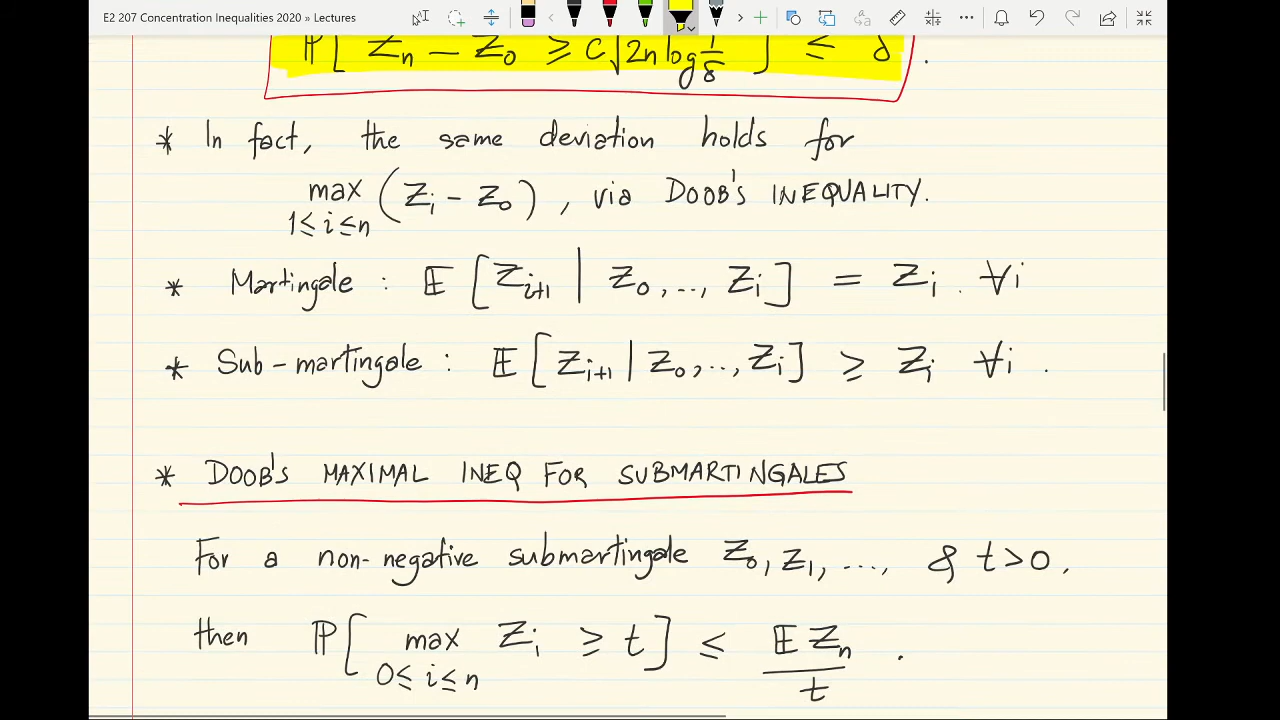 E2 207 Concentration Inequalities 2020 » Lectures
ℙ[ Zₙ − Z₀ ≥ c√(2n log 1/δ) ] ≤ δ .
* In fact, the same deviation holds for
max (Zᵢ − Z₀) , via DOOB'S INEQUALITY.
1≤ i ≤n
* Martingale : 𝔼 [Zᵢ₊₁ | Z₀, .., Zᵢ] = Zᵢ . ∀i
* Sub-martingale : 𝔼 [Zᵢ₊₁ | Z₀, .., Zᵢ] ≥ Zᵢ ∀i .
* DOOB'S MAXIMAL INEQ FOR SUBMARTINGALES
For a non-negative submartingale Z₀, Z₁, ..., & t>0,
then ℙ[ max Zᵢ ≥ t ] ≤ 𝔼 Zₙ / t .
0≤ i ≤n